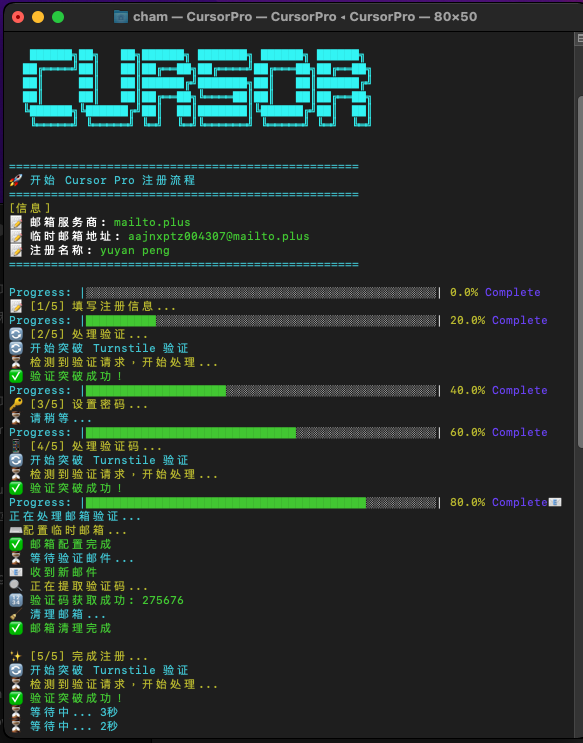 cham — CursorPro — CursorPro ◂ CursorPro — 80×50
CURSOR
==================================================
🚀 开始 Cursor Pro 注册流程
==================================================
[信息]
📝 邮箱服务商: mailto.plus
📝 临时邮箱地址: aajnxptz004307@mailto.plus
📝 注册名称: yuyan peng
==================================================
Progress: | | 0.0% Complete
📝 [1/5] 填写注册信息...
Progress: | | 20.0% Complete
🔄 [2/5] 处理验证...
🔄 开始突破 Turnstile 验证
⏳ 检测到验证请求，开始处理...
✅ 验证突破成功！
Progress: | | 40.0% Complete
🔑 [3/5] 设置密码...
⏳ 请稍等...
Progress: | | 60.0% Complete
[4/5] 处理验证码...
🔄 开始突破 Turnstile 验证
⏳ 检测到验证请求，开始处理...
✅ 验证突破成功！
Progress: | | 80.0% Complete📧
正在处理邮箱验证...
⌨️配置临时邮箱...
✅ 邮箱配置完成
⏳ 等待验证邮件...
📧 收到新邮件
🔍 正在提取验证码...
🔢 验证码获取成功: 275676
🧹 清理邮箱...
✅ 邮箱清理完成
✨ [5/5] 完成注册...
🔄 开始突破 Turnstile 验证
⏳ 检测到验证请求，开始处理...
✅ 验证突破成功！
⏳ 等待中... 3秒
⏳ 等待中... 2秒